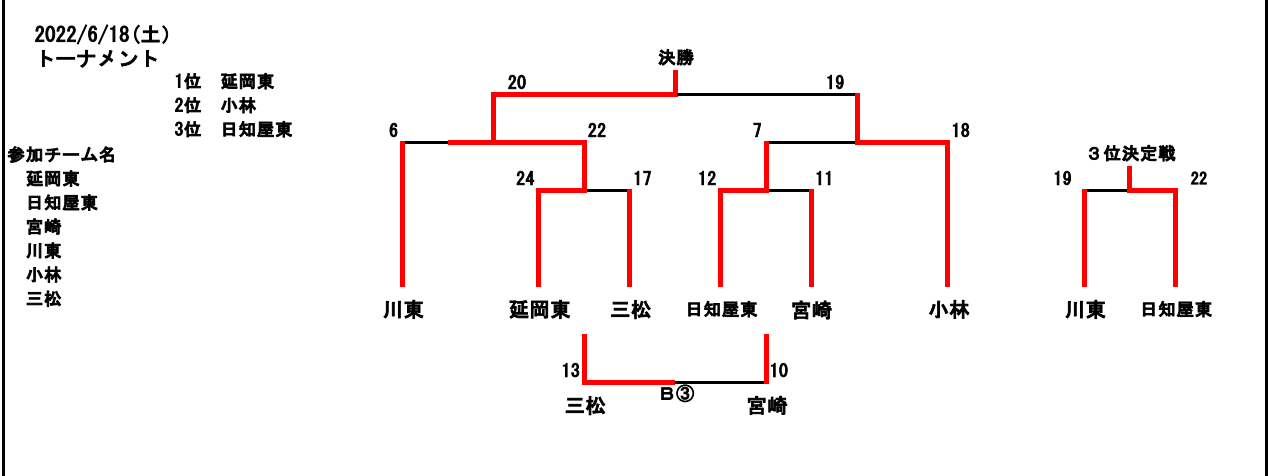 2022/6/18(土)
トーナメント
1位 延岡東
2位 小林
3位 日知屋東
参加チーム名
延岡東
日知屋東
宮崎
川東
小林
三松
決勝
20 19
6 22 7 18
24 17 12 11
川東 延岡東 三松 日知屋東 宮崎 小林
13 10
B③
三松 宮崎
３位決定戦
19 22
川東 日知屋東